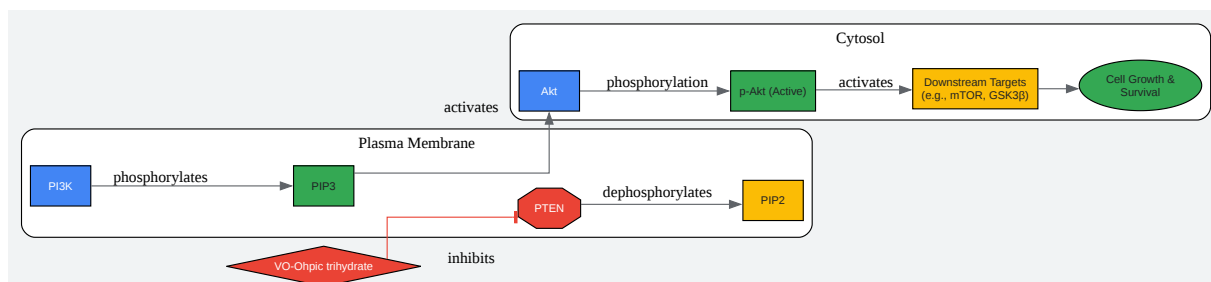 Cytosol
Akt
phosphorylation
p-Akt (Active)
activates
Downstream Targets
(e.g., mTOR, GSK3β)
Cell Growth &
Survival
activates
Plasma Membrane
PI3K
phosphorylates
PIP3
PTEN
dephosphorylates
PIP2
VO-Ohpic trihydrate
inhibits